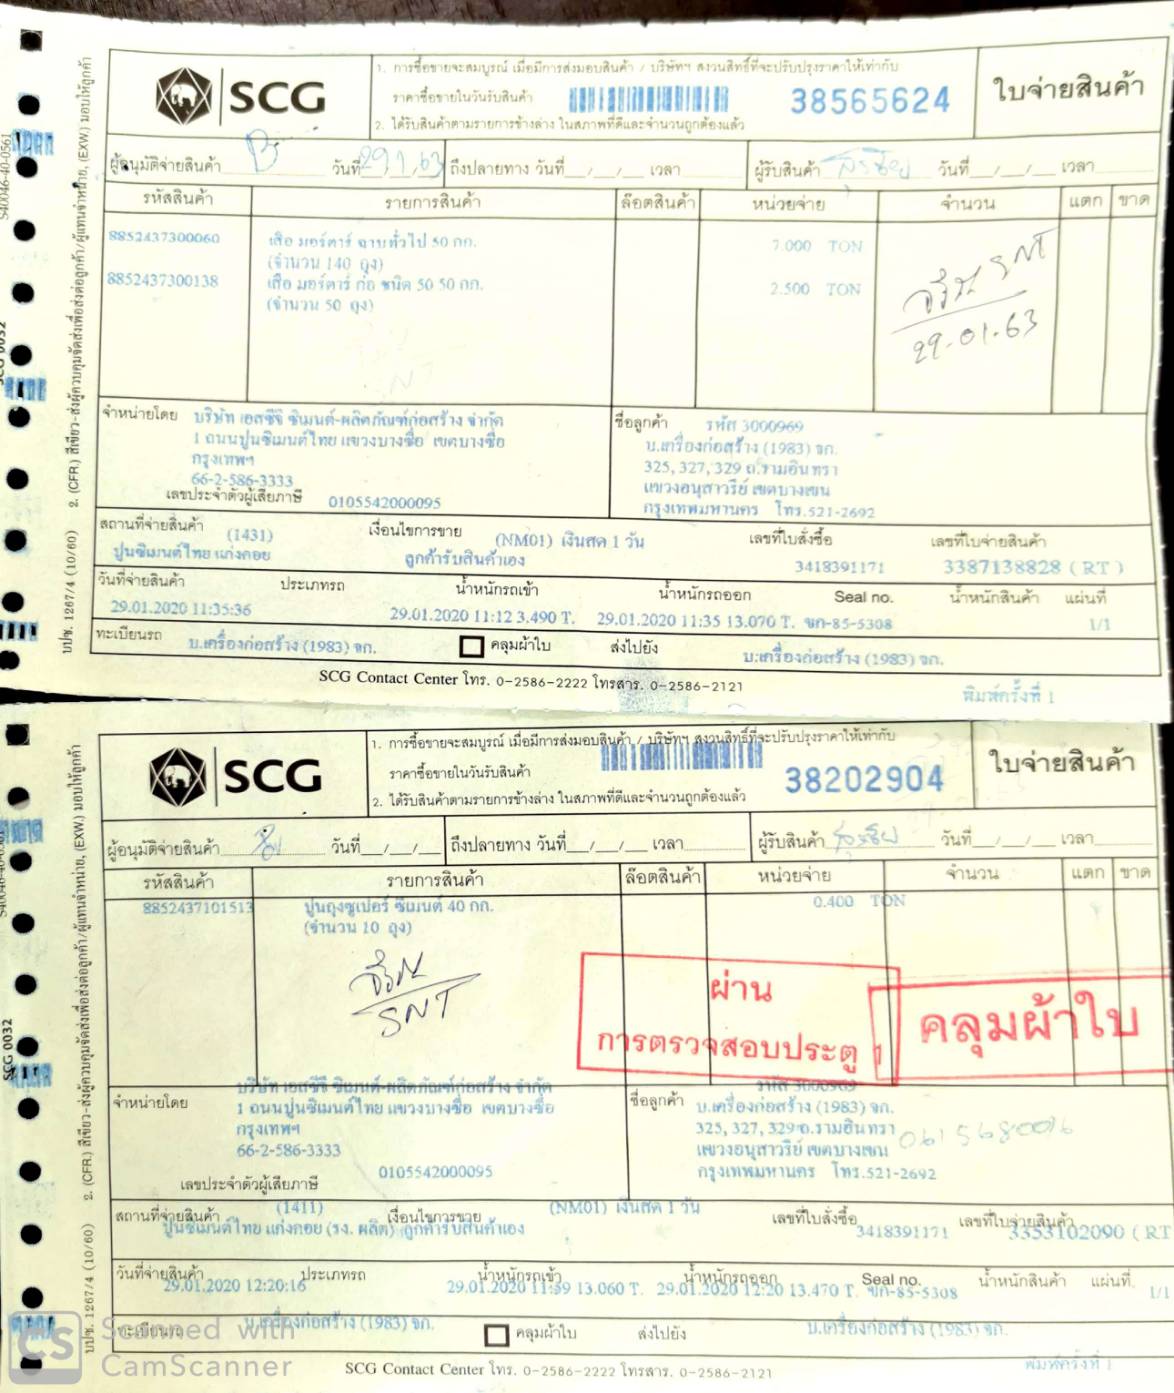 SCG
1. การซื้อขายจะสมบูรณ์ เมื่อมีการส่งมอบสินค้า / บริษัทฯ สงวนสิทธิ์ที่จะปรับปรุงราคาให้เท่ากับ
ราคาซื้อขายในวันรับสินค้า
38565624
2. ได้รับสินค้าตามรายการข้างล่าง ในสภาพที่ดีและจำนวนถูกต้องแล้ว
ใบจ่ายสินค้า
ผู้อนุมัติจ่ายสินค้า วันที่ 29/1/63 ถึงปลายทาง วันที่__/__/__ เวลา ผู้รับสินค้า วันที่__/__/__ เวลา
รหัสสินค้า รายการสินค้า ล๊อตสินค้า หน่วยจ่าย จำนวน แตก ขาด
8852437300060 เสือ มอร์ตาร์ ฉาบทั่วไป 50 กก. 7.000 TON
(จำนวน 140 ถุง)
8852437300138 เสือ มอร์ตาร์ ก่อ ชนิด 50 50 กก. 2.500 TON
(จำนวน 50 ถุง)
SNT
29-01-63
จำหน่ายโดย บริษัท เอสซีจี ซิเมนต์-ผลิตภัณฑ์ก่อสร้าง จำกัด
1 ถนนปูนซิเมนต์ไทย แขวงบางซื่อ เขตบางซื่อ
กรุงเทพฯ
66-2-586-3333
เลขประจำตัวผู้เสียภาษี 0105542000095
ชื่อลูกค้า รหัส 3000969
บ.เครื่องก่อสร้าง (1983) จก.
325, 327, 329 ถ.รามอินทรา
แขวงอนุสาวรีย์ เขตบางเขน
กรุงเทพมหานคร โทร.521-2692
สถานที่จ่ายสินค้า (1431) เงื่อนไขการขาย (NM01) เงินสด 1 วัน เลขที่ใบสั่งซื้อ เลขที่ใบจ่ายสินค้า
ปูนซิเมนต์ไทย แก่งคอย ลูกค้ารับสินค้าเอง 3418391171 3387138828 ( RT )
วันที่จ่ายสินค้า ประเภทรถ น้ำหนักรถเข้า น้ำหนักรถออก Seal no. น้ำหนักสินค้า แผ่นที่
29.01.2020 11:35:36 29.01.2020 11:12 3.490 T. 29.01.2020 11:35 13.070 T. ขก-85-5308 1/1
ทะเบียนรถ บ.เครื่องก่อสร้าง (1983) จก. คลุมผ้าใบ ส่งไปยัง บ.เครื่องก่อสร้าง (1983) จก.
SCG Contact Center โทร. 0-2586-2222 โทรสาร. 0-2586-2121
พิมพ์ครั้งที่ 1
บปซ. 1267/4 (10/60) 2. (CFR.) สีเขียว-ส่งผู้ควบคุมจัดส่งเพื่อส่งต่อลูกค้า/ผู้แทนจำหน่าย, (EXW.) มอบให้ลูกค้า
SCG 0032
SCG
1. การซื้อขายจะสมบูรณ์ เมื่อมีการส่งมอบสินค้า / บริษัทฯ สงวนสิทธิ์ที่จะปรับปรุงราคาให้เท่ากับ
ราคาซื้อขายในวันรับสินค้า
38202904
2. ได้รับสินค้าตามรายการข้างล่าง ในสภาพที่ดีและจำนวนถูกต้องแล้ว
ใบจ่ายสินค้า
ผู้อนุมัติจ่ายสินค้า วันที่__/__/__ ถึงปลายทาง วันที่__/__/__ เวลา ผู้รับสินค้า วันที่__/__/__ เวลา
รหัสสินค้า รายการสินค้า ล๊อตสินค้า หน่วยจ่าย จำนวน แตก ขาด
8852437101513 ปูนถุงซูเปอร์ ซีเมนต์ 40 กก. 0.400 TON
(จำนวน 10 ถุง)
SNT
ผ่าน
การตรวจสอบประตู 1
คลุมผ้าใบ
จำหน่ายโดย บริษัท เอสซีจี ซิเมนต์-ผลิตภัณฑ์ก่อสร้าง จำกัด
1 ถนนปูนซิเมนต์ไทย แขวงบางซื่อ เขตบางซื่อ
กรุงเทพฯ
66-2-586-3333
0105542000095
เลขประจำตัวผู้เสียภาษี
ชื่อลูกค้า รหัส 3000969
บ.เครื่องก่อสร้าง (1983) จก.
325, 327, 329 ถ.รามอินทรา
แขวงอนุสาวรีย์ เขตบางเขน
กรุงเทพมหานคร โทร.521-2692
สถานที่จ่ายสินค้า (1411) เงื่อนไขการขาย (NM01) เงินสด 1 วัน เลขที่ใบสั่งซื้อ เลขที่ใบจ่ายสินค้า
ปูนซิเมนต์ไทย แก่งคอย (รง. ผลิต) ลูกค้ารับสินค้าเอง 3418391171 3353102090 ( RT
วันที่จ่ายสินค้า ประเภทรถ น้ำหนักรถเข้า น้ำหนักรถออก Seal no. น้ำหนักสินค้า แผ่นที่
29.01.2020 12:20:16 29.01.2020 11:59 13.060 T. 29.01.2020 12:20 13.470 T. ขก-85-5308 1/1
ทะเบียนรถ บ.เครื่องก่อสร้าง (1983) จก. คลุมผ้าใบ ส่งไปยัง บ.เครื่องก่อสร้าง (1983) จก.
SCG Contact Center โทร. 0-2586-2222 โทรสาร. 0-2586-2121
พิมพ์ครั้งที่ 1
บปซ. 1267/4 (10/60) 2. (CFR.) สีเขียว-ส่งผู้ควบคุมจัดส่งเพื่อส่งต่อลูกค้า/ผู้แทนจำหน่าย, (EXW.) มอบให้ลูกค้า
SCG 0032
CS Scanned with
CamScanner